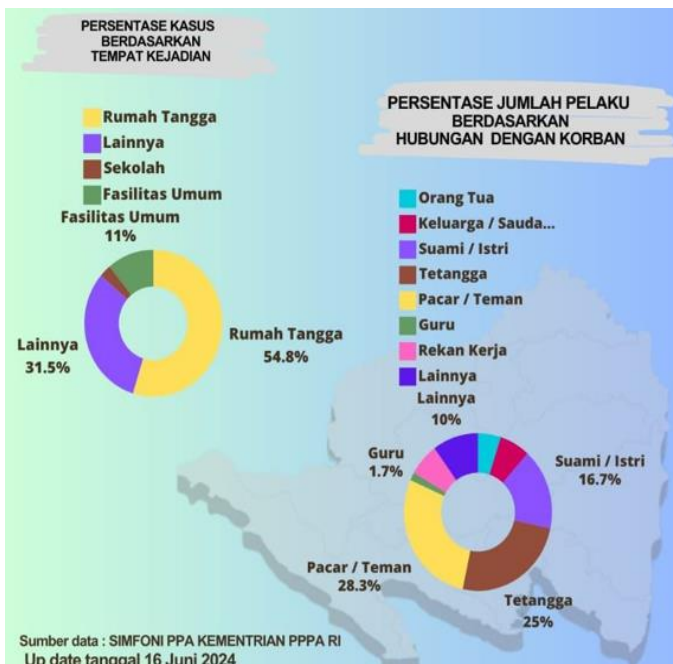 PERSENTASE KASUS
BERDASARKAN
TEMPAT KEJADIAN
Rumah Tangga
Lainnya
Sekolah
Fasilitas Umum
Fasilitas Umum
11%
Lainnya
31.5%
Rumah Tangga
54.8%
PERSENTASE JUMLAH PELAKU
BERDASARKAN
HUBUNGAN DENGAN KORBAN
Orang Tua
Keluarga / Sauda...
Suami / Istri
Tetangga
Pacar / Teman
Guru
Rekan Kerja
Lainnya
Lainnya
10%
Guru
1.7%
Suami / Istri
16.7%
Pacar / Teman
28.3%
Tetangga
25%
Sumber data : SIMFONI PPA KEMENTRIAN PPPA RI
Up date tanggal 16 Juni 2024